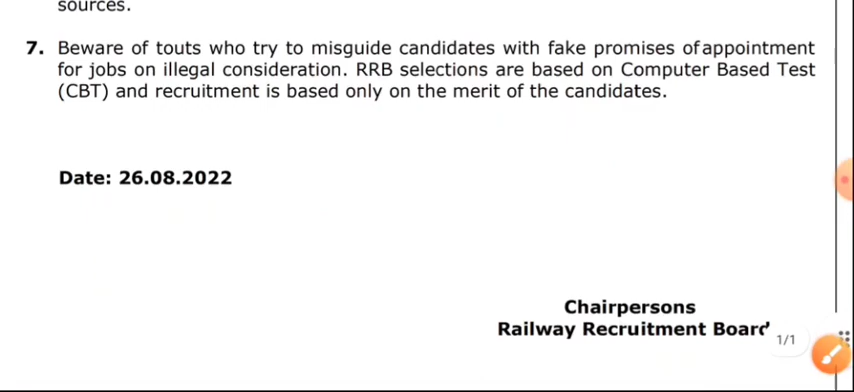 sources.
7. Beware of touts who try to misguide candidates with fake promises of appointment
for jobs on illegal consideration. RRB selections are based on Computer Based Test
(CBT) and recruitment is based only on the merit of the candidates.
Date: 26.08.2022
Chairpersons
Railway Recruitment Board
1/1